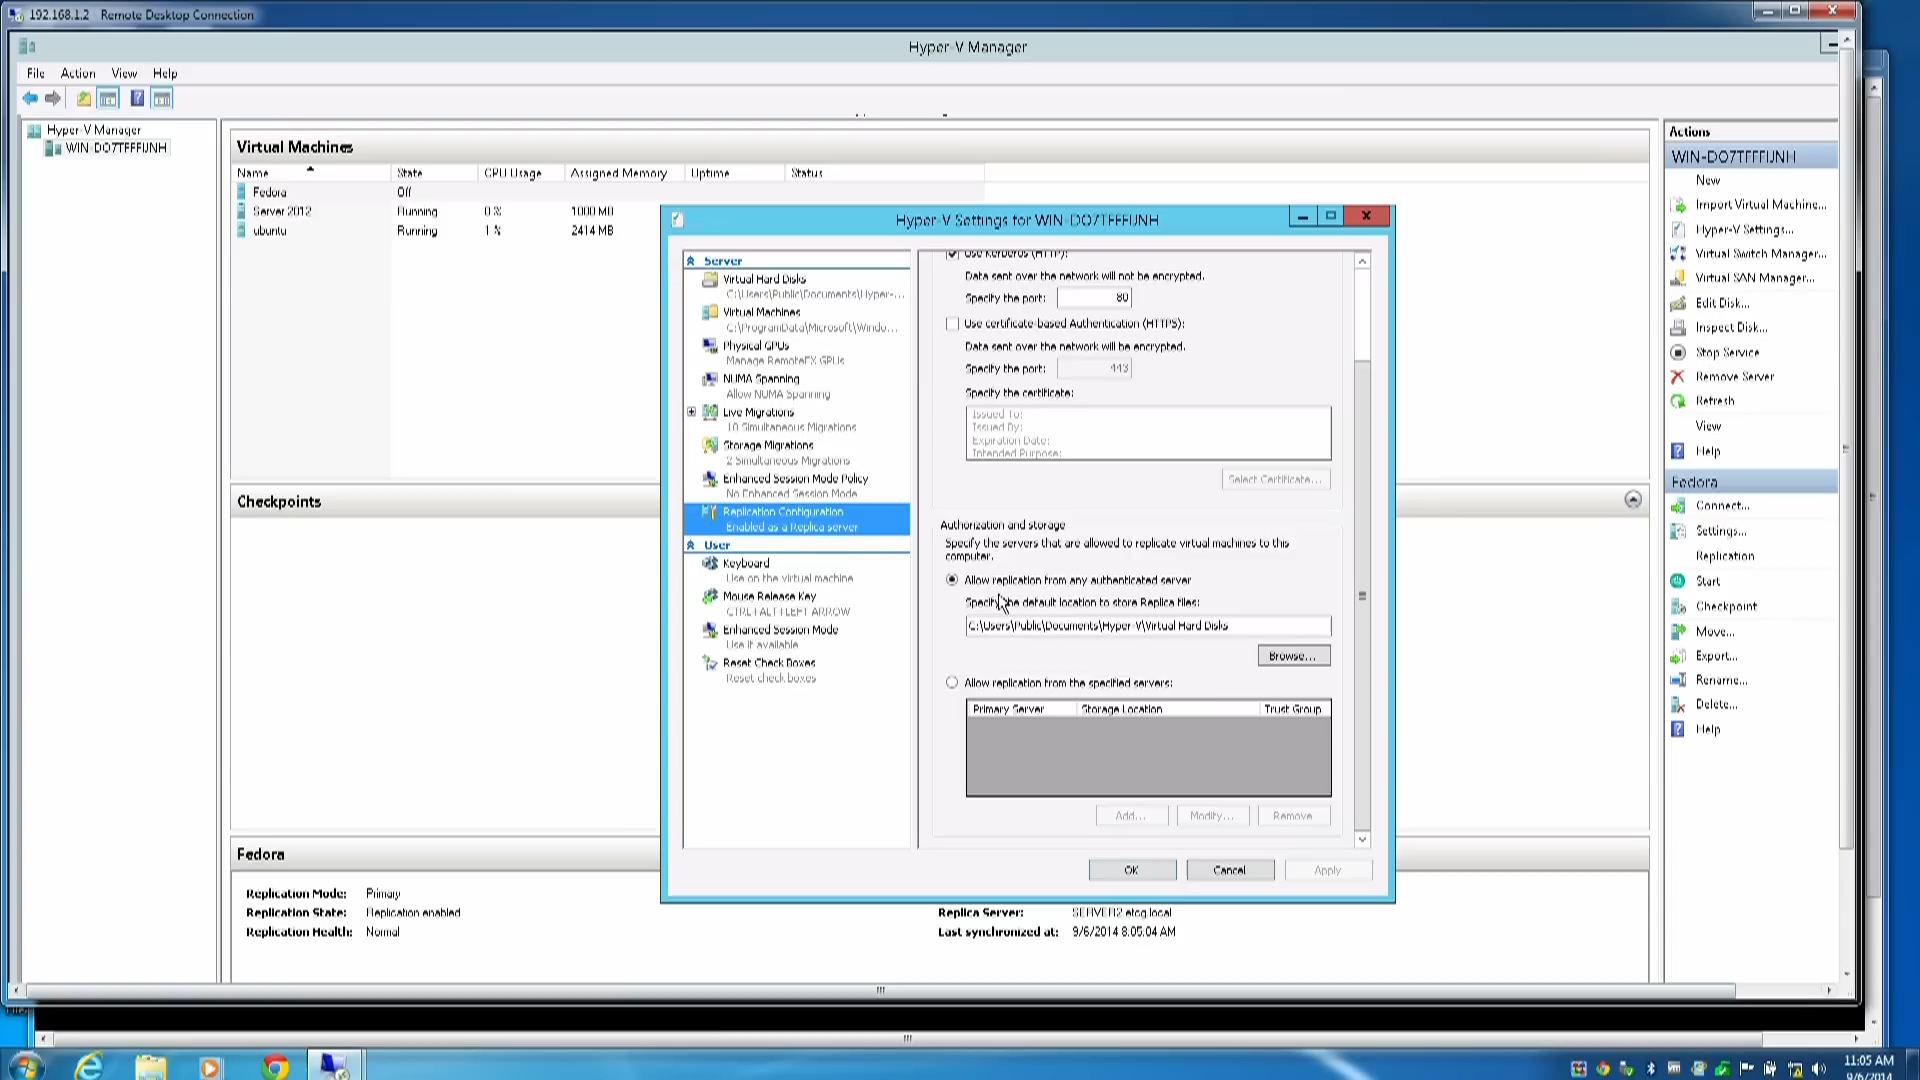 192.168.1.2 - Remote Desktop Connection
Hyper-V Manager
File Action View Help
Hyper-V Manager
WIN-DO7TFFFIJNH
Virtual Machines
Name State CPU Usage Assigned Memory Uptime Status
Fedora Off
Server 2012 Running 0 % 1000 MB
ubuntu Running 1 % 2414 MB
Checkpoints
Fedora
Replication Mode: Primary
Replication State: Replication enabled
Replication Health: Normal
Replica Server: SERVER2.etcg.local
Last synchronized at: 9/6/2014 8:05:04 AM
Hyper-V Settings for WIN-DO7TFFFIJNH
Server
Virtual Hard Disks
C:\Users\Public\Documents\Hyper-...
Virtual Machines
C:\ProgramData\Microsoft\Windo...
Physical GPUs
Manage RemoteFX GPUs
NUMA Spanning
Allow NUMA Spanning
Live Migrations
10 Simultaneous Migrations
Storage Migrations
2 Simultaneous Migrations
Enhanced Session Mode Policy
No Enhanced Session Mode
Replication Configuration
Enabled as a Replica server
User
Keyboard
Use on the virtual machine
Mouse Release Key
CTRL+ALT+LEFT ARROW
Enhanced Session Mode
Use if available
Reset Check Boxes
Reset check boxes
Use Kerberos (HTTP):
Data sent over the network will not be encrypted.
Specify the port: 80
Use certificate-based Authentication (HTTPS):
Data sent over the network will be encrypted.
Specify the port: 443
Specify the certificate:
Issued To:
Issued By:
Expiration Date:
Intended Purpose:
Select Certificate...
Authorization and storage
Specify the servers that are allowed to replicate virtual machines to this
computer.
Allow replication from any authenticated server
Specify the default location to store Replica files:
C:\Users\Public\Documents\Hyper-V\Virtual Hard Disks
Browse...
Allow replication from the specified servers:
Primary Server Storage Location Trust Group
Add... Modify... Remove
OK Cancel Apply
Actions
WIN-DO7TFFFIJNH
New
Import Virtual Machine...
Hyper-V Settings...
Virtual Switch Manager...
Virtual SAN Manager...
Edit Disk...
Inspect Disk...
Stop Service
Remove Server
Refresh
View
Help
Fedora
Connect...
Settings...
Replication
Start
Checkpoint
Move...
Export...
Rename...
Delete...
Help
11:05 AM
9/6/2014